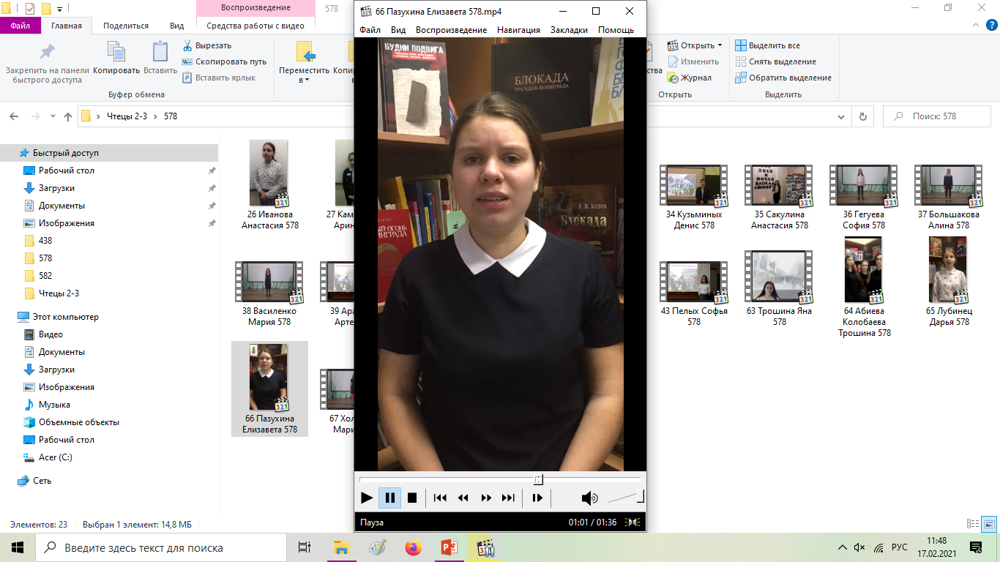 Воспроизведение
578
66 Пазухина Елизавета 578.mp4
Файл
Главная
Поделиться
Вид
Средства работы с видео
Файл Вид Воспроизведение Навигация Закладки Помощь
Закрепить на панели
быстрого доступа
Копировать
Вставить
Вырезать
Скопировать путь
Вставить ярлык
Буфер обмена
Переместить
в
Открыть
Изменить
Журнал
Открыть
Выделить все
Снять выделение
Обратить выделение
Выделить
Чтецы 2-3 › 578
Поиск: 578
Быстрый доступ
Рабочий стол
Загрузки
Документы
Изображения
438
578
582
Чтецы 2-3
Этот компьютер
Видео
Документы
Загрузки
Изображения
Музыка
Объемные объекты
Рабочий стол
Acer (C:)
Сеть
26 Иванова
Анастасия 578
34 Кузьминых
Денис 578
35 Сакулина
Анастасия 578
36 Гегуева
София 578
37 Большакова
Алина 578
38 Василенко
Мария 578
43 Пелых Софья
578
63 Трошина Яна
578
64 Абиева
Колобаева
Трошина 578
65 Лубинец
Дарья 578
66 Пазухина
Елизавета 578
БУДНИ ПОДВИГА
БЛОКАДА
ТРАГЕДИЯ ЛЕНИНГРАДА
А. В. Буров
Блокада
Пауза
01:01 / 01:36
Элементов: 23
Выбран 1 элемент: 14,8 МБ
Введите здесь текст для поиска
РУС
11:48
17.02.2021